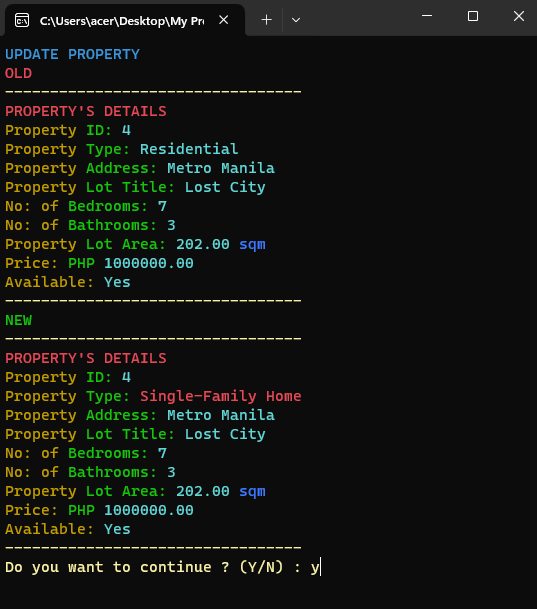 C:\Users\acer\Desktop\My Pr
UPDATE PROPERTY
OLD
---------------------------------
PROPERTY'S DETAILS
Property ID: 4
Property Type: Residential
Property Address: Metro Manila
Property Lot Title: Lost City
No: of Bedrooms: 7
No: of Bathrooms: 3
Property Lot Area: 202.00 sqm
Price: PHP 1000000.00
Available: Yes
---------------------------------
NEW
---------------------------------
PROPERTY'S DETAILS
Property ID: 4
Property Type: Single-Family Home
Property Address: Metro Manila
Property Lot Title: Lost City
No: of Bedrooms: 7
No: of Bathrooms: 3
Property Lot Area: 202.00 sqm
Price: PHP 1000000.00
Available: Yes
---------------------------------
Do you want to continue ? (Y/N) : y